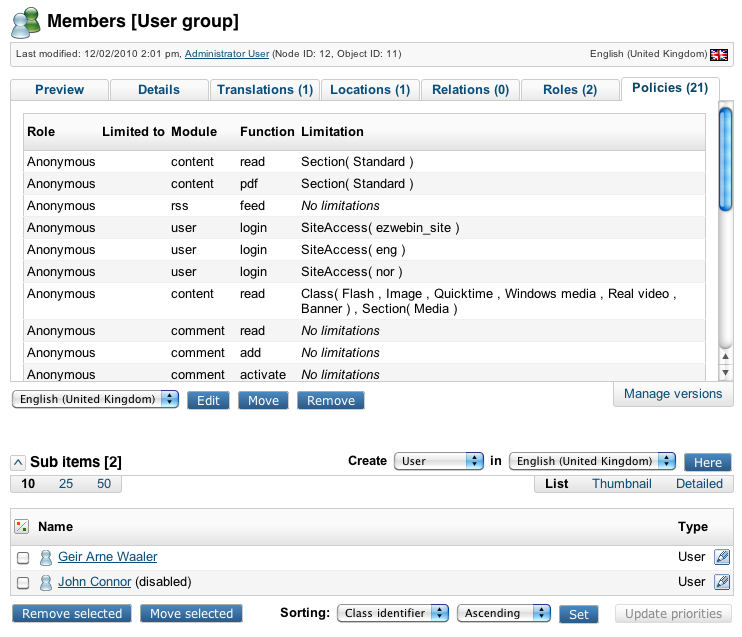 Members [User group]
Last modified: 12/02/2010 2:01 pm, Administrator User (Node ID: 12, Object ID: 11) English (United Kingdom)
Preview Details Translations (1) Locations (1) Relations (0) Roles (2) Policies (21)
Role Limited to Module Function Limitation
Anonymous content read Section( Standard )
Anonymous content pdf Section( Standard )
Anonymous rss feed No limitations
Anonymous user login SiteAccess( ezwebin_site )
Anonymous user login SiteAccess( eng )
Anonymous user login SiteAccess( nor )
Anonymous content read Class( Flash , Image , Quicktime , Windows media , Real video ,
Banner ) , Section( Media )
Anonymous comment read No limitations
Anonymous comment add No limitations
Anonymous comment activate No limitations
English (United Kingdom) Edit Move Remove Manage versions
Sub items [2] Create User in English (United Kingdom) Here
10 25 50 List Thumbnail Detailed
Name Type
Geir Arne Waaler User
John Connor (disabled) User
Remove selected Move selected Sorting: Class identifier Ascending Set Update priorities